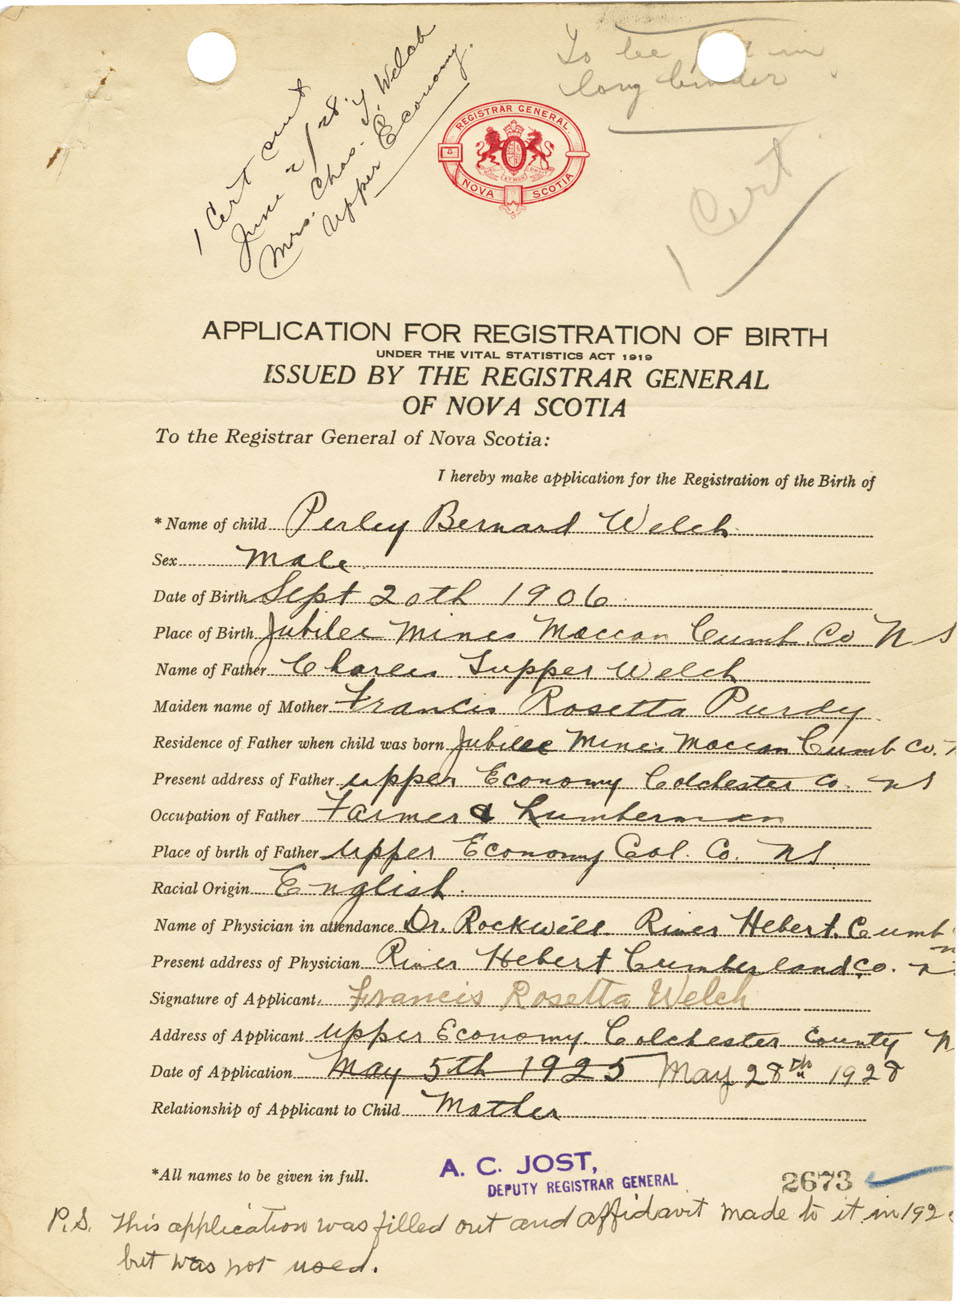 1 Cert sent
June 2/28
Mrs. Chas. T. Welch
Upper Economy.
To be in
long binder
REGISTRAR GENERAL
NOVA SCOTIA
1 Cert
APPLICATION FOR REGISTRATION OF BIRTH
UNDER THE VITAL STATISTICS ACT 1919
ISSUED BY THE REGISTRAR GENERAL
OF NOVA SCOTIA
To the Registrar General of Nova Scotia:
I hereby make application for the Registration of the Birth of
*Name of child Perley Bernard Welch
Sex Male
Date of Birth Sept 20th 1906
Place of Birth Jubilee Mines Maccan Cumb. Co N S
Name of Father Charles Tupper Welch
Maiden name of Mother Francis Rosetta Purdy
Residence of Father when child was born Jubilee Mines Maccan Cumb Co.
Present address of Father Upper Economy Colchester Co. NS
Occupation of Father Farmer & Lumberman
Place of birth of Father Upper Economy Col. Co. NS
Racial Origin English.
Name of Physician in attendance Dr. Rockwell River Hebert. Cumb
Present address of Physician River Hebert Cumberland Co. N
Signature of Applicant Francis Rosetta Welch
Address of Applicant Upper Economy Colchester County N
Date of Application May 5th 1925 May 28th 1928
Relationship of Applicant to Child Mother
*All names to be given in full.
A. C. JOST,
DEPUTY REGISTRAR GENERAL
2673
P.S. This application was filled out and affidavit made to it in 192
but was not used.